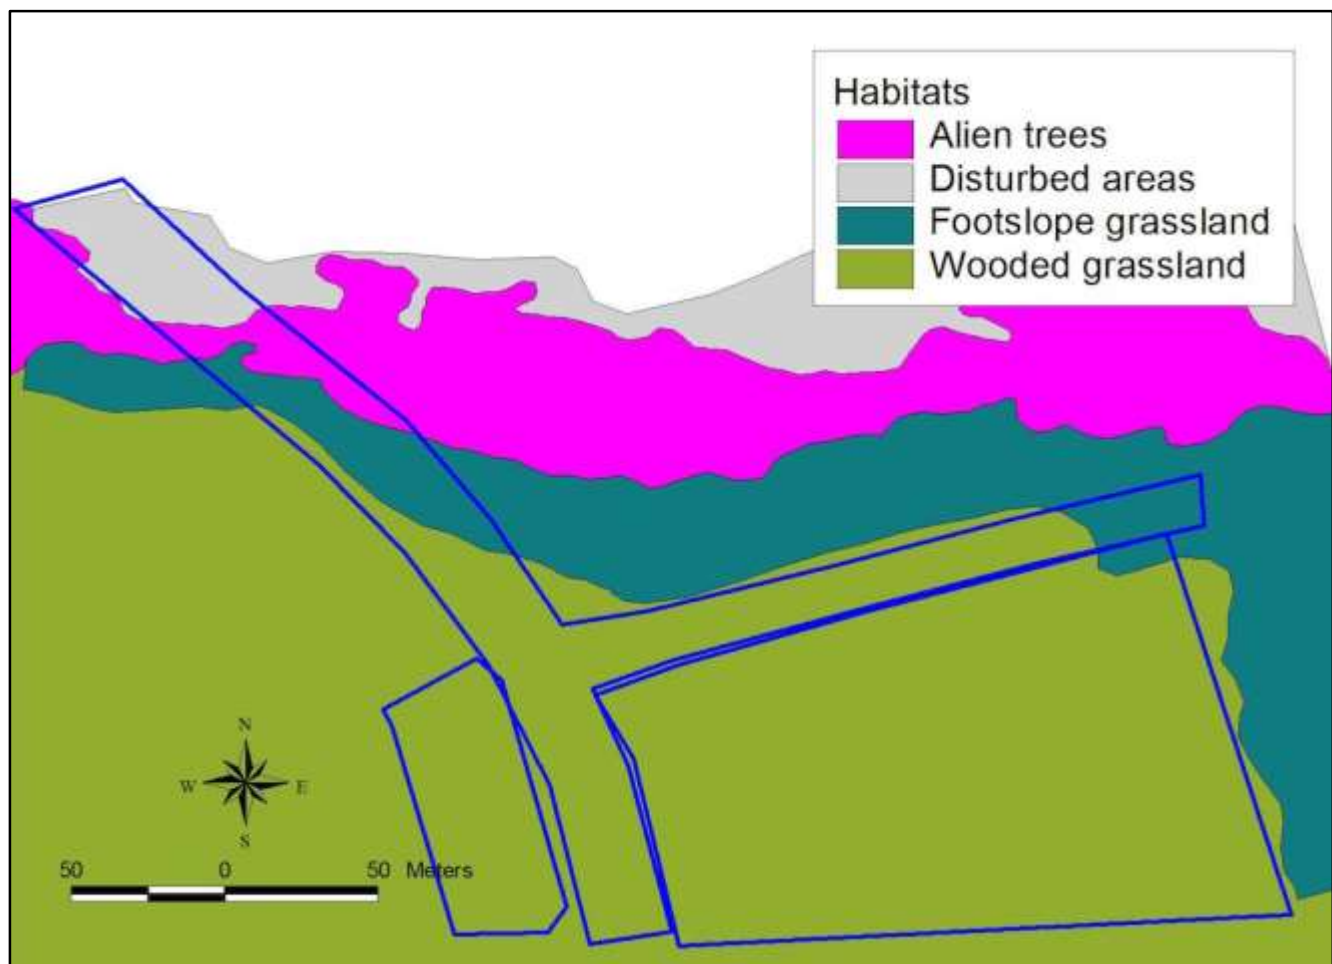 Habitats
Alien trees
Disturbed areas
Footslope grassland
Wooded grassland
N
W E
S
50 0 50 Meters